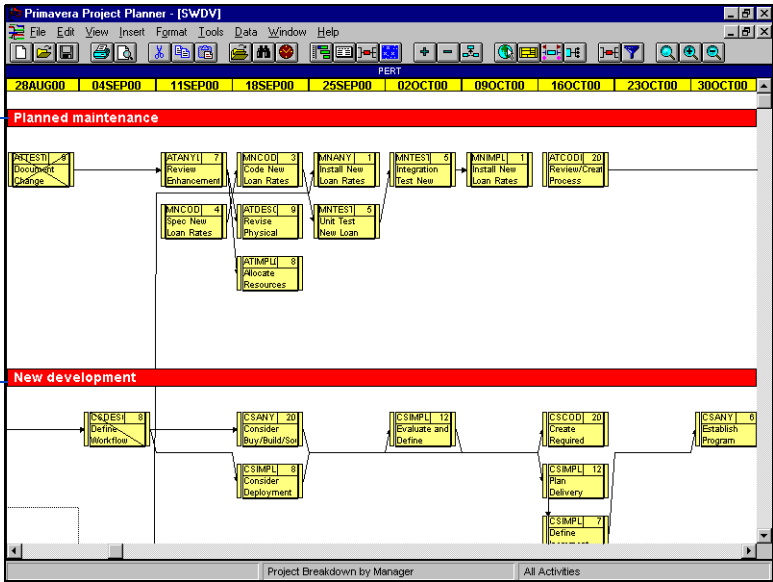 Primavera Project Planner - [SWDV]
File Edit View Insert Format Tools Data Window Help
PERT
28AUG00 04SEP00 11SEP00 18SEP00 25SEP00 02OCT00 09OCT00 16OCT00 23OCT00 30OCT00
Planned maintenance
ATTESTI 9 ATANYL 7 MNCOD 3 MNANY 1 MNTEST 5 MNIMPL 1 ATCODI 20
Document Review Code New Install New Integration Install New Review/Creat
Change Enhancement Loan Rates Loan Rates Test New Loan Rates Process
MNCOD 4 ATDESC 9 MNTEST 5
Spec New Revise Unit Test
Loan Rates Physical New Loan
ATIMPL 8
Allocate
Resources
New development
CSDESI 8 CSANY 20 CSIMPL 12 CSCOD 20 CSANY 6
Define Consider Evaluate and Create Establish
Workflow Buy/Build/Sou Define Required Program
CSIMPL 8 CSIMPL 12
Consider Plan
Deployment Delivery
CSIMPL 7
Define
Project Breakdown by Manager All Activities